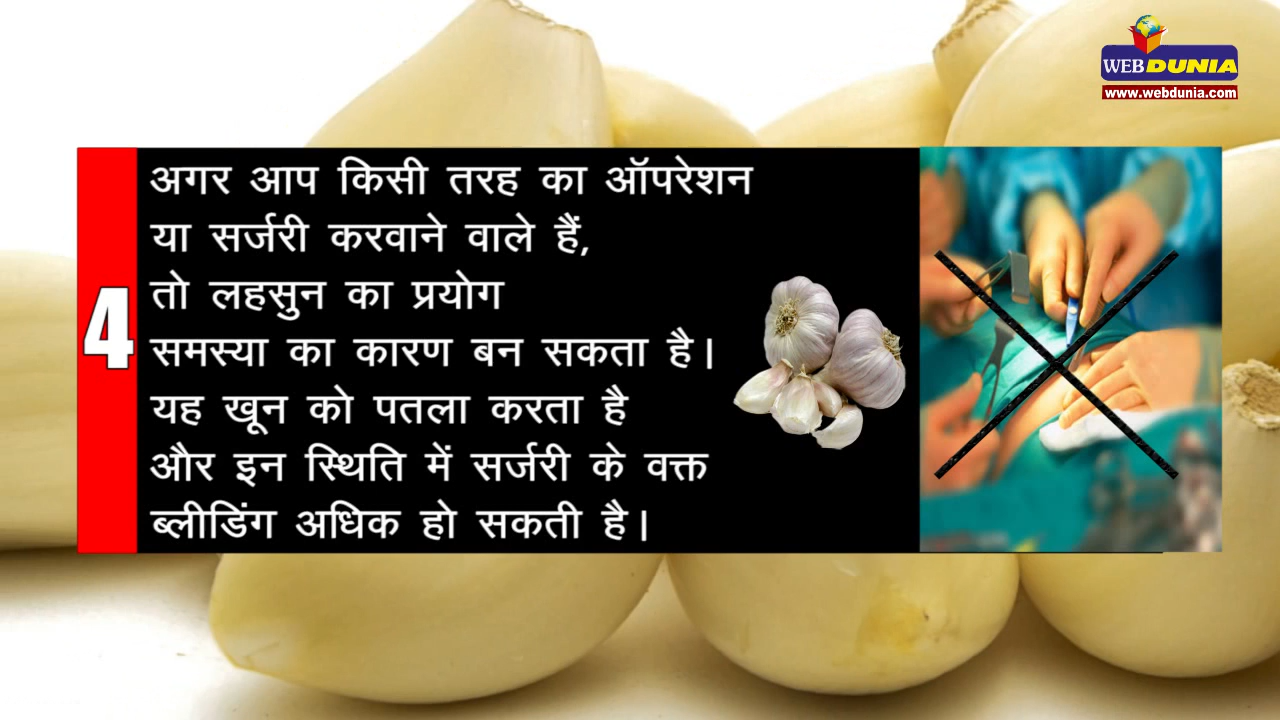 WEBDUNIA
www.webdunia.com
4
अगर आप किसी तरह का ऑपरेशन
या सर्जरी करवाने वाले हैं,
तो लहसुन का प्रयोग
समस्या का कारण बन सकता है।
यह खून को पतला करता है
और इन स्थिति में सर्जरी के वक्त
ब्लीडिंग अधिक हो सकती है।